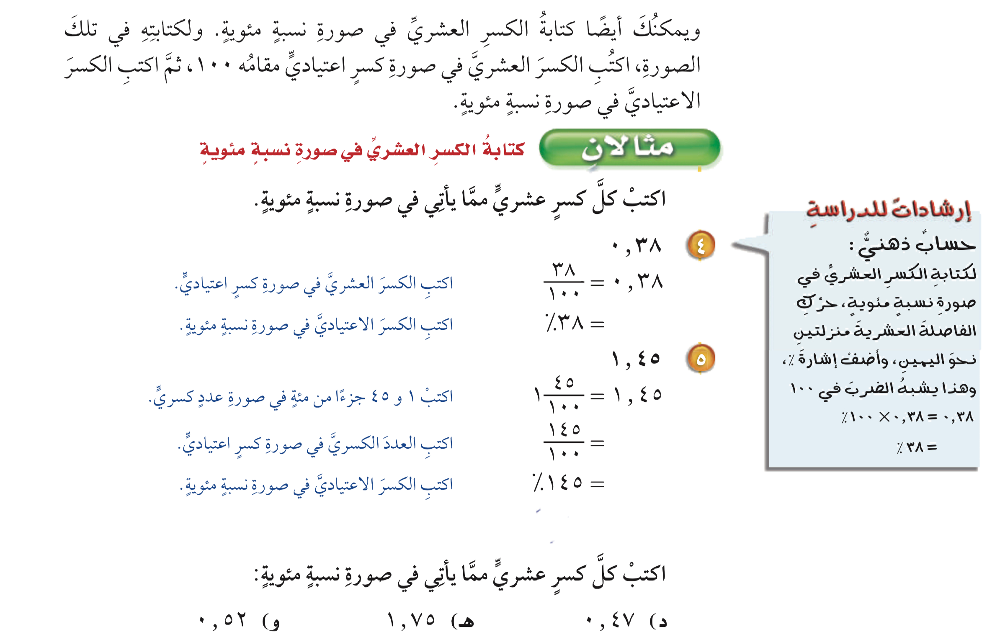 ويمكنُكَ أيضًا كتابةُ الكسرِ العشريِّ في صورةِ نسبةٍ مئويةٍ. ولكتابتِهِ في تلكَ
الصورةِ، اكتُبِ الكسرَ العشريَّ في صورةِ كسرٍ اعتياديٍّ مقامُه ١٠٠، ثمَّ اكتبِ الكسرَ
الاعتياديَّ في صورةِ نسبةٍ مئويةٍ.
مثالانِ كتابةُ الكسرِ العشريِّ في صورةِ نسبةٍ مئويةٍ
اكتبْ كلَّ كسرٍ عشريٍّ ممَّا يأتِي في صورةِ نسبةٍ مئويةٍ.
٤ ٠,٣٨
٠,٣٨ = ٣٨/١٠٠ اكتبِ الكسرَ العشريَّ في صورةِ كسرٍ اعتياديٍّ.
= ٣٨٪ اكتبِ الكسرَ الاعتياديَّ في صورةِ نسبةٍ مئويةٍ.
٥ ١,٤٥
١,٤٥ = ١ ٤٥/١٠٠ اكتبْ ١ و ٤٥ جزءًا من مئةٍ في صورةِ عددٍ كسريٍّ.
= ١٤٥/١٠٠ اكتبِ العددَ الكسريَّ في صورةِ كسرٍ اعتياديٍّ.
= ١٤٥٪ اكتبِ الكسرَ الاعتياديَّ في صورةِ نسبةٍ مئويةٍ.
إرشاداتٌ للدراسةِ
حسابٌ ذهنيٌّ:
لكتابةِ الكسرِ العشريِّ في
صورةِ نسبةٍ مئويةٍ، حرّكِ
الفاصلةَ العشريةَ منزلتينِ
نحوَ اليمينِ، وأضفْ إشارةَ ٪،
وهذا يشبهُ الضربَ في ١٠٠
٠,٣٨ = ٠,٣٨ × ١٠٠٪
= ٣٨٪
اكتبْ كلَّ كسرٍ عشريٍّ ممَّا يأتِي في صورةِ نسبةٍ مئويةٍ:
د) ٠,٤٧ هـ) ١,٧٥ و) ٠,٥٢